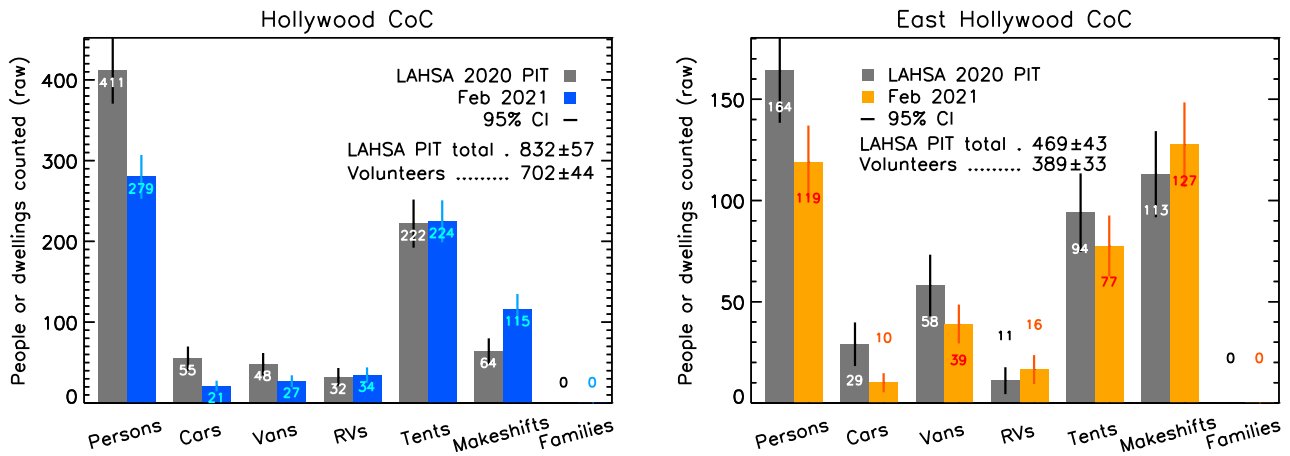 Hollywood CoC
People or dwellings counted (raw)
400
300
200
100
0
LAHSA 2020 PIT
Feb 2021
95% CI
LAHSA PIT total . 832±57
Volunteers ......... 702±44
411
279
55
21
48
27
32
34
222
224
64
115
0
0
Persons
Cars
Vans
RVs
Tents
Makeshifts
Families
East Hollywood CoC
People or dwellings counted (raw)
150
100
50
0
LAHSA 2020 PIT
Feb 2021
95% CI
LAHSA PIT total . 469±43
Volunteers ......... 389±33
164
119
29
10
58
39
11
16
94
77
113
127
0
0
Persons
Cars
Vans
RVs
Tents
Makeshifts
Families